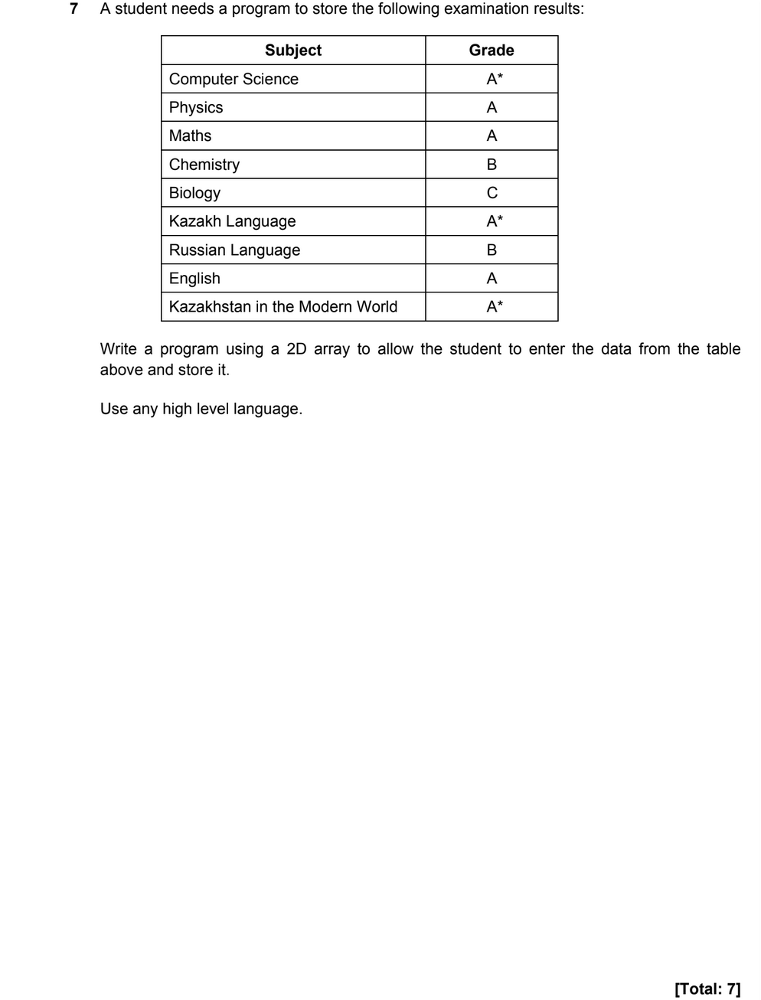 7 A student needs a program to store the following examination results:
Subject Grade
Computer Science A*
Physics A
Maths A
Chemistry B
Biology C
Kazakh Language A*
Russian Language B
English A
Kazakhstan in the Modern World A*
Write a program using a 2D array to allow the student to enter the data from the table
above and store it.
Use any high level language.
[Total: 7]